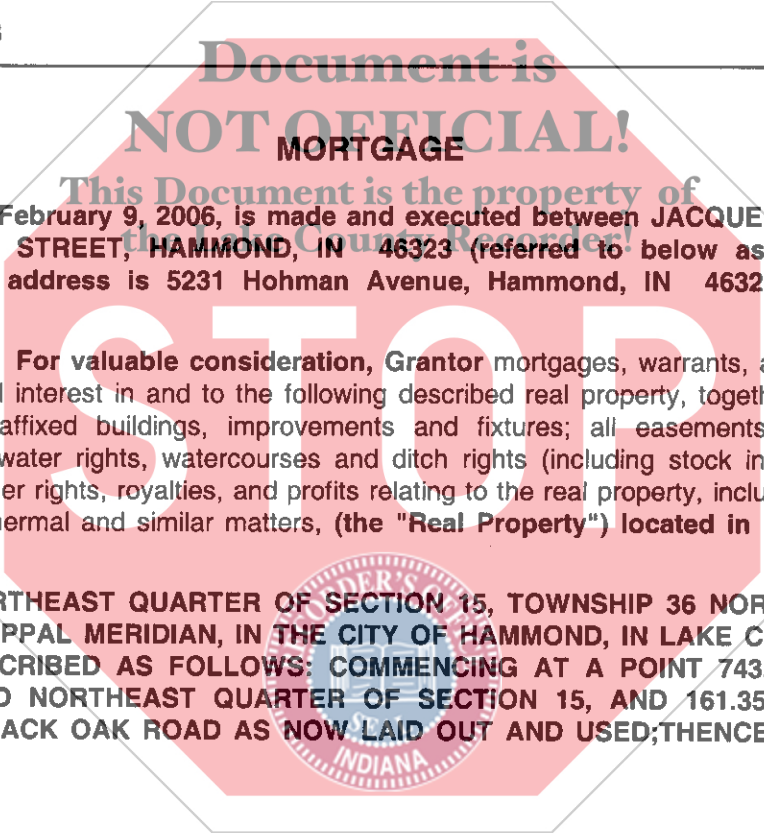 Document is
NOT OFFICIAL!
MORTGAGE
This Document is the property of
the Lake County Recorder!
February 9, 2006, is made and executed between JACQUE
STREET, HAMMOND, IN 46323 (referred to below as
address is 5231 Hohman Avenue, Hammond, IN 4632
STOP
For valuable consideration, Grantor mortgages, warrants, a
interest in and to the following described real property, togeth
affixed buildings, improvements and fixtures; all easements
water rights, watercourses and ditch rights (including stock in
er rights, royalties, and profits relating to the real property, inclu
hermal and similar matters, (the "Real Property") located in
RTHEAST QUARTER OF SECTION 15, TOWNSHIP 36 NOR
PPAL MERIDIAN, IN THE CITY OF HAMMOND, IN LAKE C
CRIBED AS FOLLOWS: COMMENCING AT A POINT 743
D NORTHEAST QUARTER OF SECTION 15, AND 161.35
ACK OAK ROAD AS NOW LAID OUT AND USED;THENCE
RECORDER'S OFFICE
SEAL
INDIANA